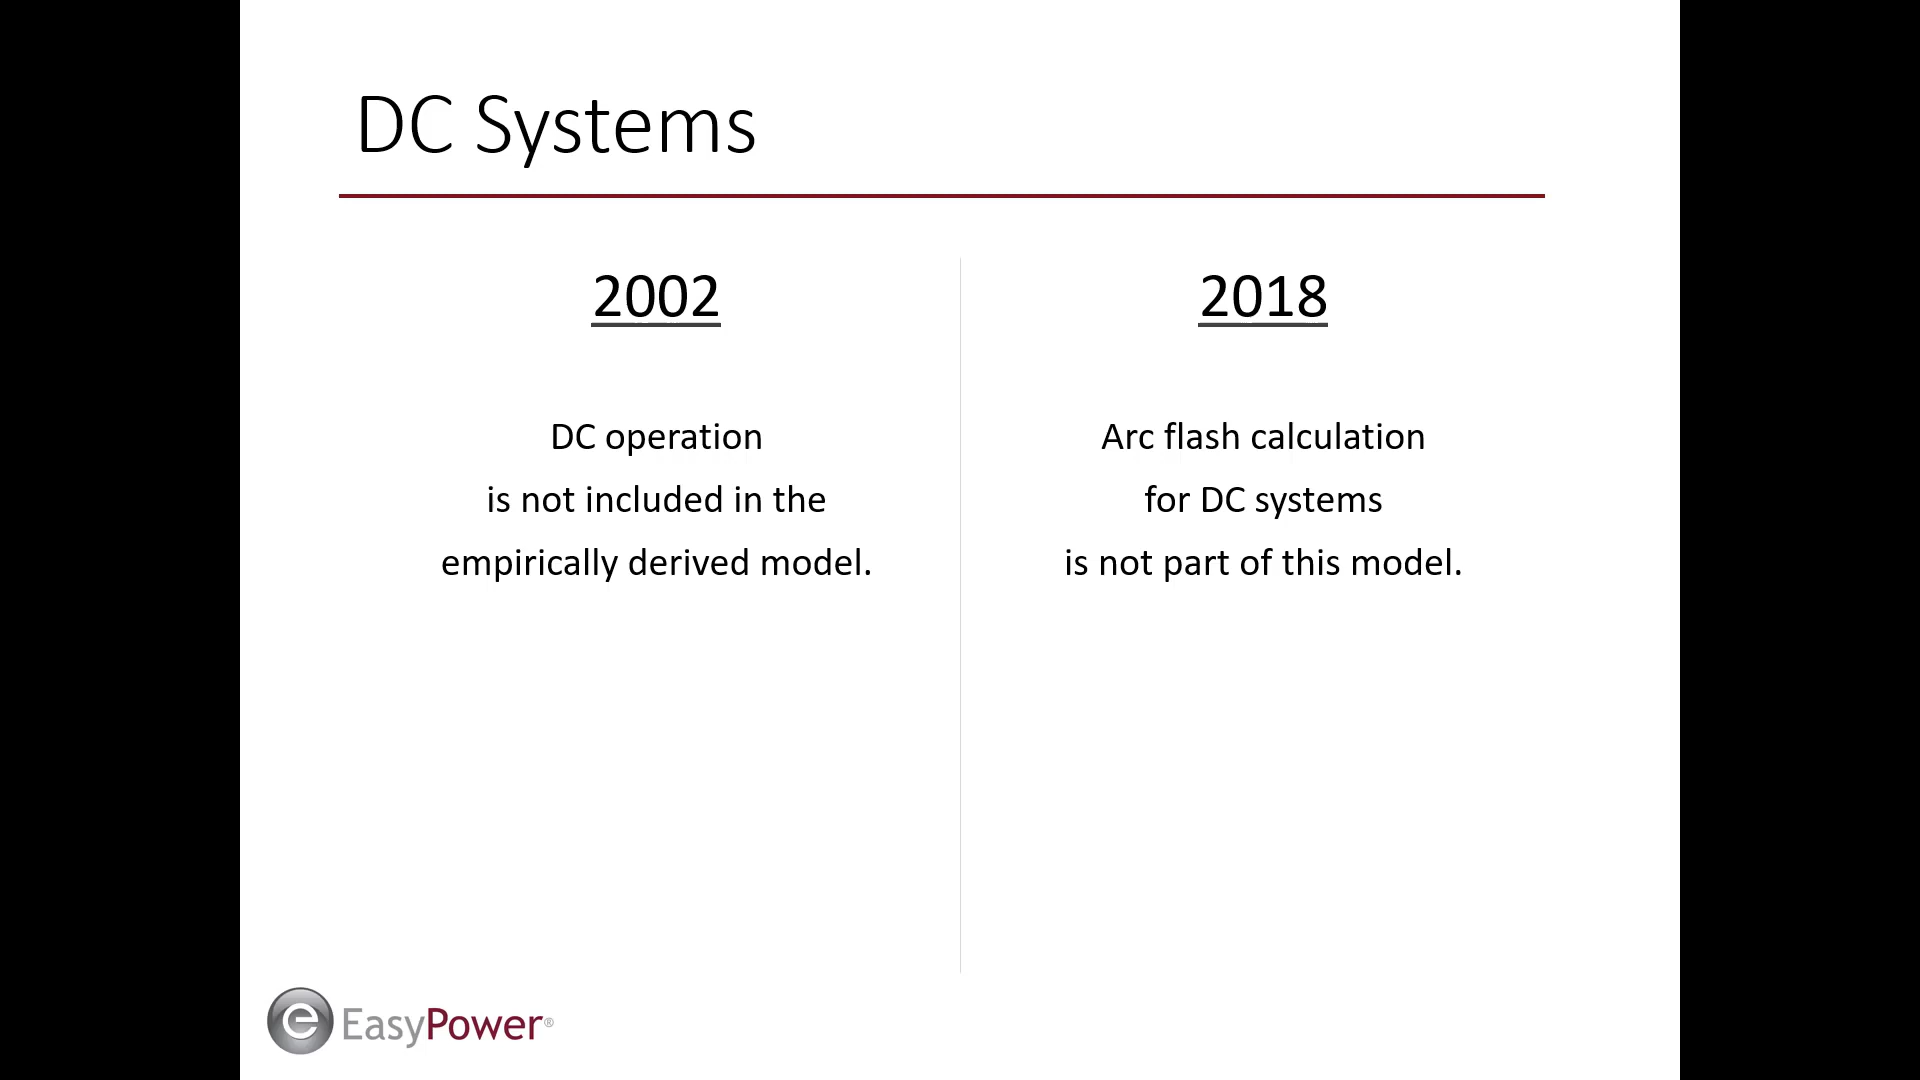 DC Systems
2002
DC operation
is not included in the
empirically derived model.
2018
Arc flash calculation
for DC systems
is not part of this model.
e EasyPower®